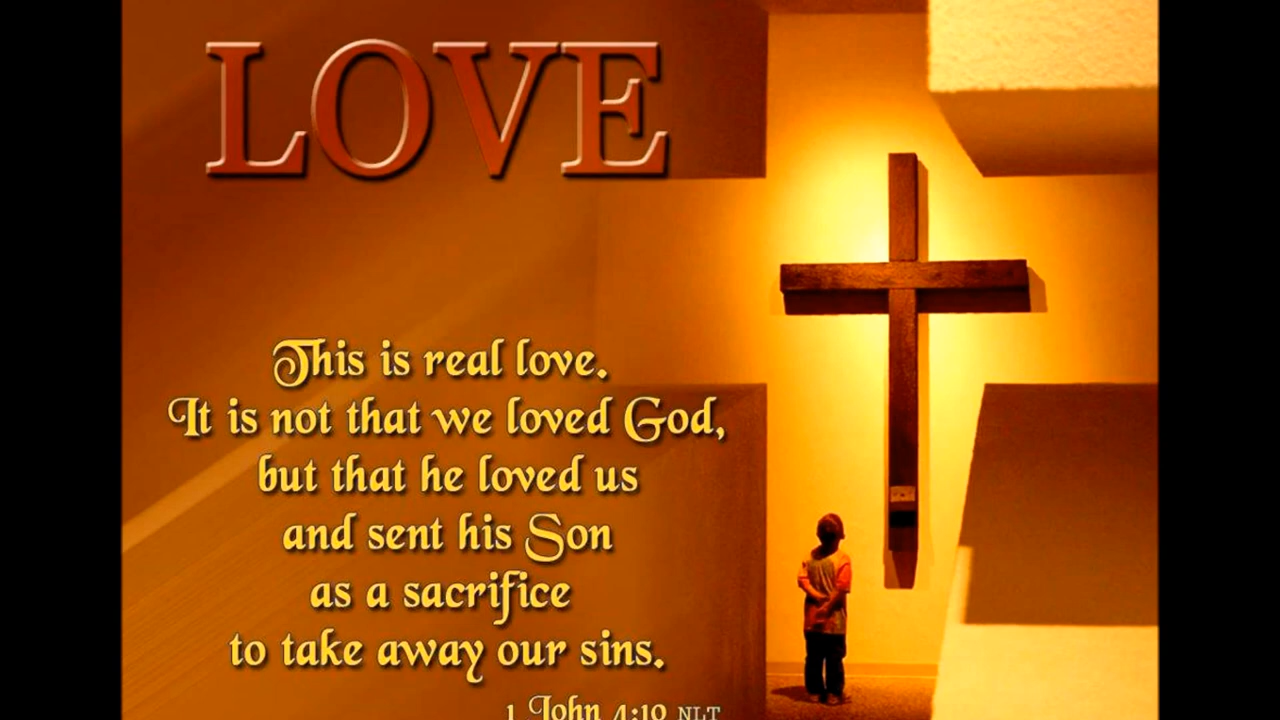 LOVE
This is real love.
It is not that we loved God,
but that he loved us
and sent his Son
as a sacrifice
to take away our sins.
1 John 4:10 NLT